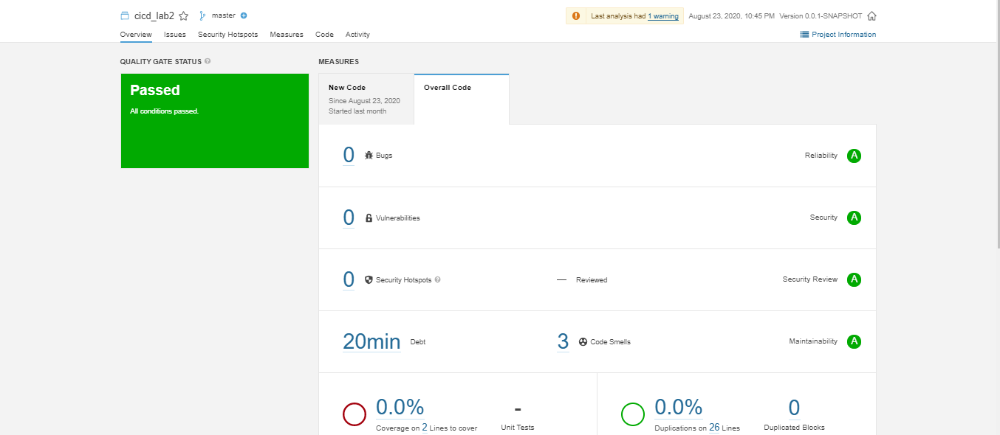 cicd_lab2 master Last analysis had 1 warning August 23, 2020, 10:45 PM Version 0.0.1-SNAPSHOT
Overview Issues Security Hotspots Measures Code Activity Project Information
QUALITY GATE STATUS ?
MEASURES
Passed
All conditions passed.
New Code
Since August 23, 2020
Started last month
Overall Code
0 Bugs Reliability A
0 Vulnerabilities Security A
0 Security Hotspots ? — Reviewed Security Review A
20min Debt 3 Code Smells Maintainability A
0.0%
Coverage on 2 Lines to cover
-
Unit Tests
0.0%
Duplications on 26 Lines
0
Duplicated Blocks